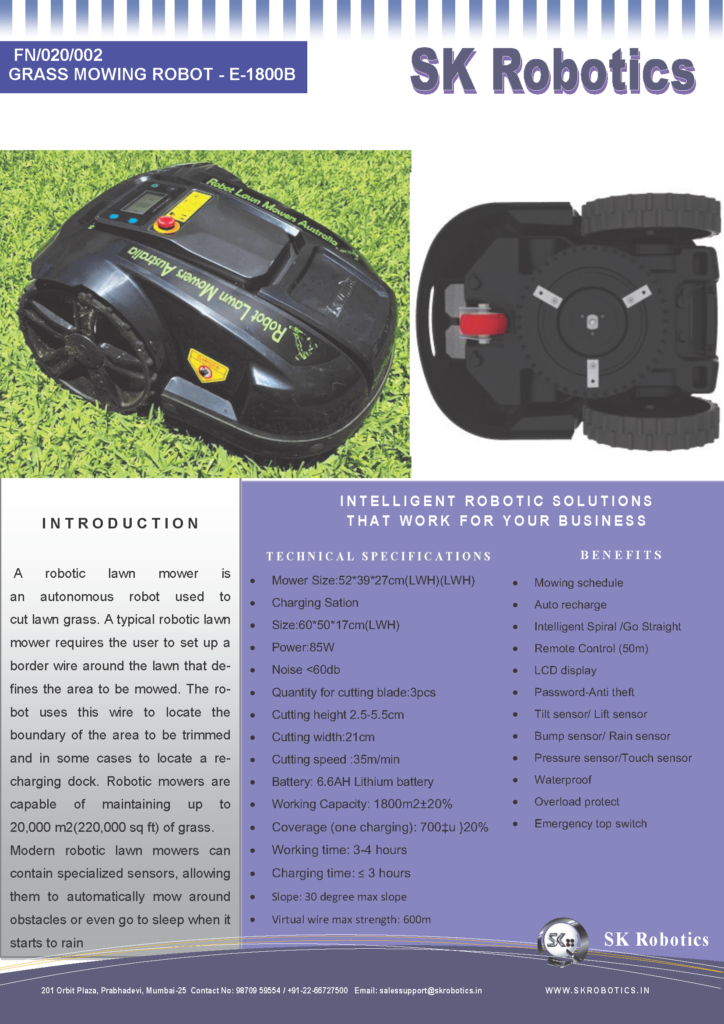 FN/020/002
GRASS MOWING ROBOT - E-1800B
SK Robotics
Robot Lawn Mowers Australia
Robot Lawn Mowers Australia
INTRODUCTION
A robotic lawn mower is
an autonomous robot used to
cut lawn grass. A typical robotic lawn
mower requires the user to set up a
border wire around the lawn that de-
fines the area to be mowed. The ro-
bot uses this wire to locate the
boundary of the area to be trimmed
and in some cases to locate a re-
charging dock. Robotic mowers are
capable of maintaining up to
20,000 m2(220,000 sq ft) of grass.
Modern robotic lawn mowers can
contain specialized sensors, allowing
them to automatically mow around
obstacles or even go to sleep when it
starts to rain
INTELLIGENT ROBOTIC SOLUTIONS
THAT WORK FOR YOUR BUSINESS
TECHNICAL SPECIFICATIONS
• Mower Size:52*39*27cm(LWH)(LWH)
• Charging Sation
• Size:60*50*17cm(LWH)
• Power:85W
• Noise <60db
• Quantity for cutting blade:3pcs
• Cutting height 2.5-5.5cm
• Cutting width:21cm
• Cutting speed :35m/min
• Battery: 6.6AH Lithium battery
• Working Capacity: 1800m2±20%
• Coverage (one charging): 700‡u }20%
• Working time: 3-4 hours
• Charging time: ≤ 3 hours
• Slope: 30 degree max slope
• Virtual wire max strength: 600m
BENEFITS
• Mowing schedule
• Auto recharge
• Intelligent Spiral /Go Straight
• Remote Control (50m)
• LCD display
• Password-Anti theft
• Tilt sensor/ Lift sensor
• Bump sensor/ Rain sensor
• Pressure sensor/Touch sensor
• Waterproof
• Overload protect
• Emergency top switch
SK
SK Robotics
201 Orbit Plaza, Prabhadevi, Mumbai-25 Contact No: 98709 59554 / +91-22-66727500 Email: salessupport@skrobotics.in
WWW.SKROBOTICS.IN